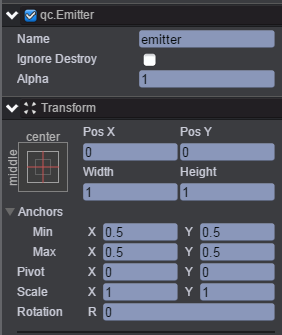 qc.Emitter
Name emitter
Ignore Destroy
Alpha 1
Transform
center
middle
Pos X Pos Y
0 0
Width Height
1 1
Anchors
Min X 0.5 Y 0.5
Max X 0.5 Y 0.5
Pivot X 0 Y 0
Scale X 1 Y 1
Rotation R 0